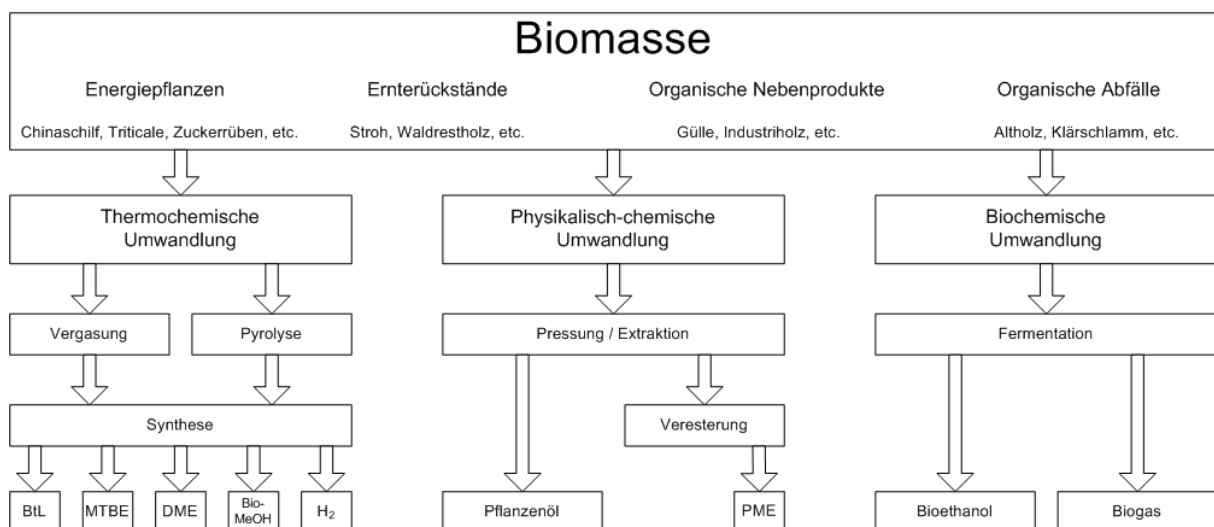 Biomasse
Energiepflanzen
Ernterückstände
Organische Nebenprodukte
Organische Abfälle
Chinaschilf, Triticale, Zuckerrüben, etc.
Stroh, Waldrestholz, etc.
Gülle, Industriholz, etc.
Altholz, Klärschlamm, etc.
Thermochemische
Umwandlung
Physikalisch-chemische
Umwandlung
Biochemische
Umwandlung
Vergasung
Pyrolyse
Pressung / Extraktion
Fermentation
Synthese
Veresterung
BtL
MTBE
DME
Bio-
MeOH
H₂
Pflanzenöl
PME
Bioethanol
Biogas